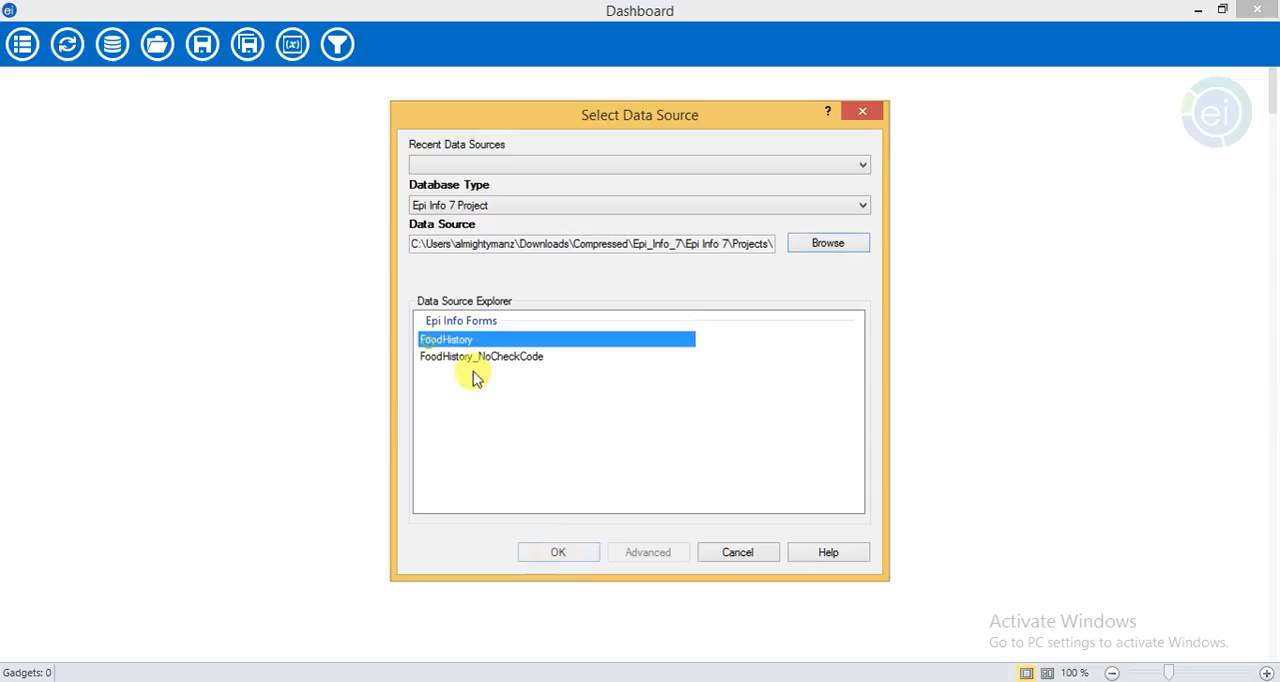 ei
Dashboard
ei
Select Data Source
?
Recent Data Sources
Database Type
Epi Info 7 Project
Data Source
C:\Users\almightymanz\Downloads\Compressed\Epi_Info_7\Epi Info 7\Projects\
Browse
Data Source Explorer
Epi Info Forms
FoodHistory
FoodHistory_NoCheckCode
OK
Advanced
Cancel
Help
Activate Windows
Go to PC settings to activate Windows.
Gadgets: 0
100 %